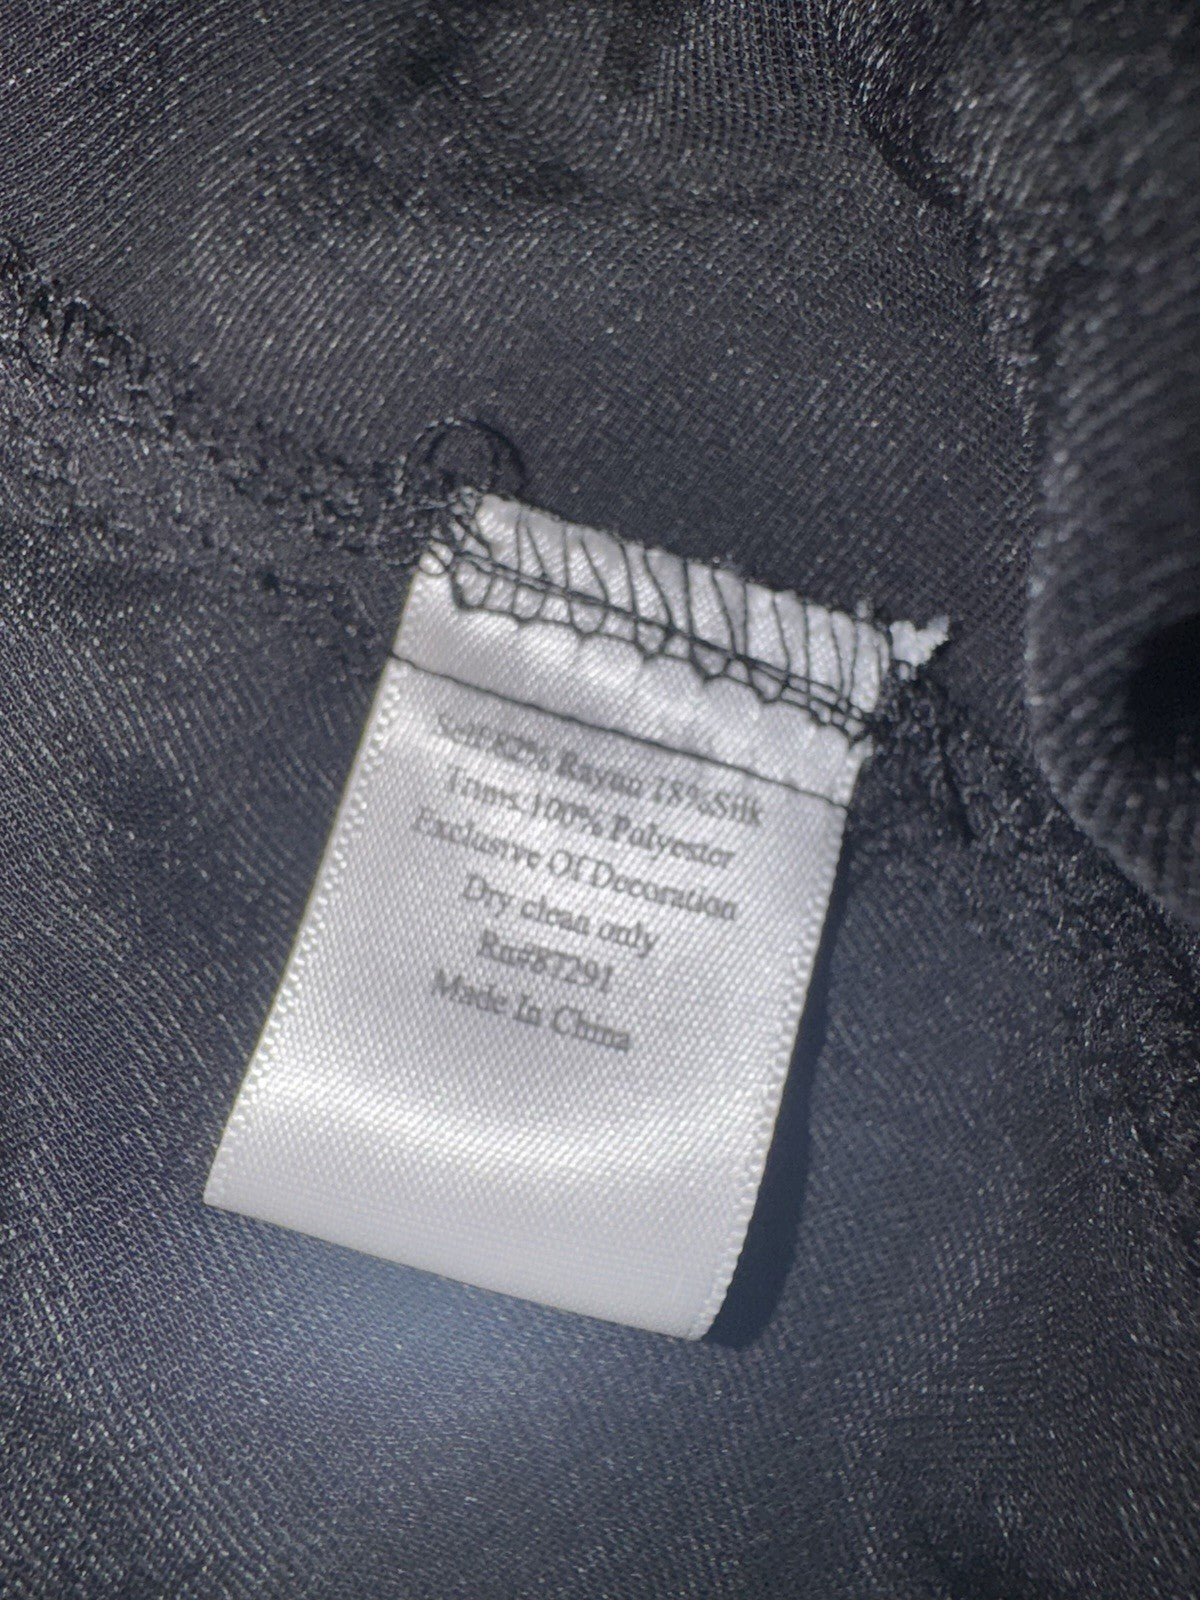 Self:82% Rayon 18%Silk
Trims:100% Polyester
Exclusive Of Decoration
Dry clean only
Rn#87291
Made In China